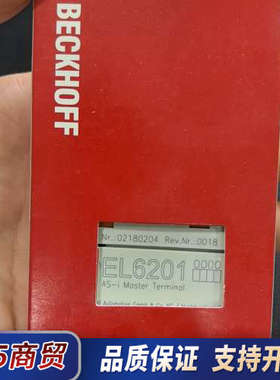 BECKHOFF
Nr.:02180204 Rev.Nr.:0018
EL6201
AS-i Master Terminal
5商贸
品质保证 支持开